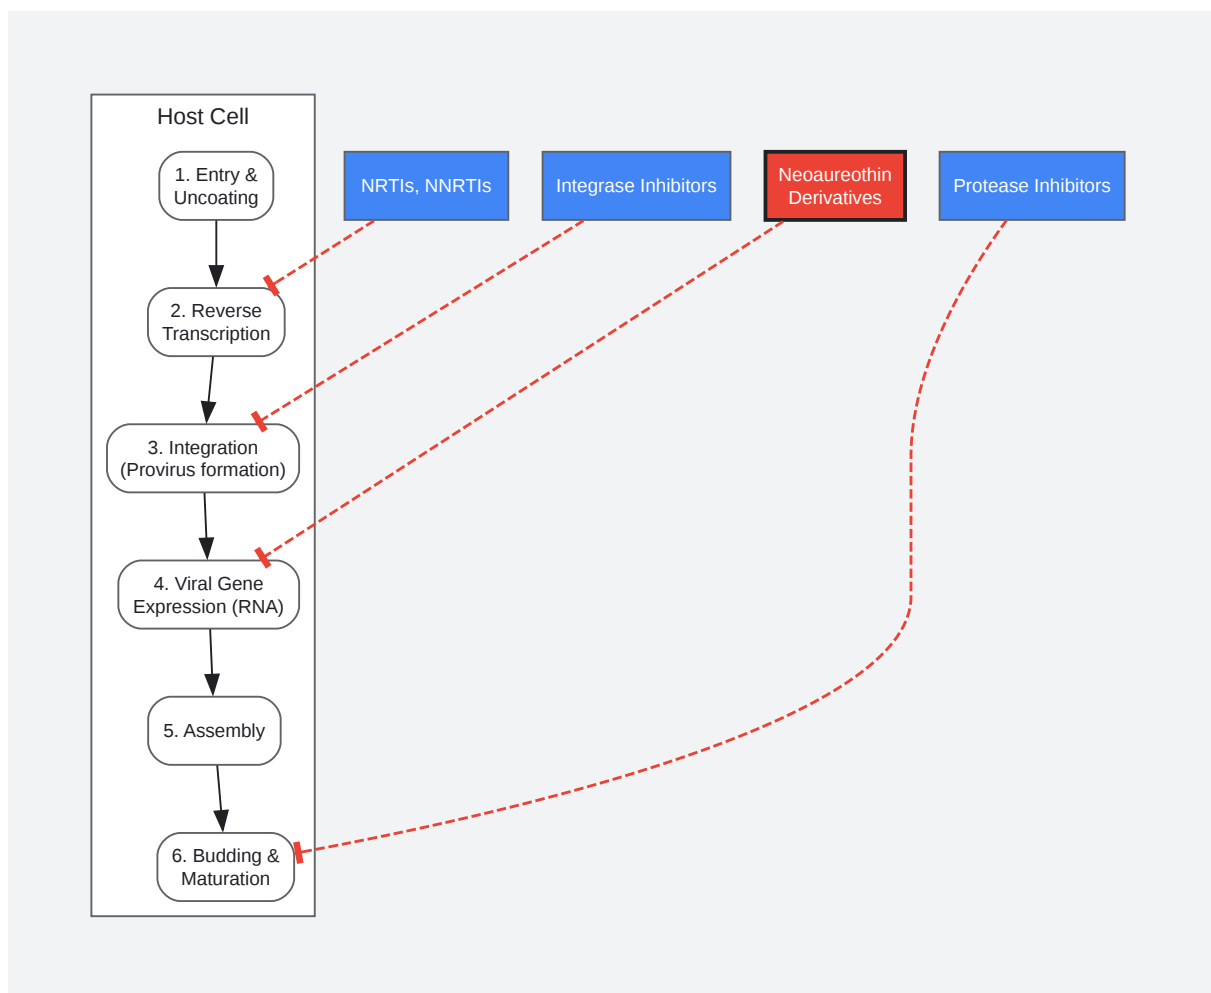 Host Cell
1. Entry &
Uncoating
NRTIs, NNRTIs
Integrase Inhibitors
Neoaureothin
Derivatives
Protease Inhibitors
2. Reverse
Transcription
3. Integration
(Provirus formation)
4. Viral Gene
Expression (RNA)
5. Assembly
6. Budding &
Maturation